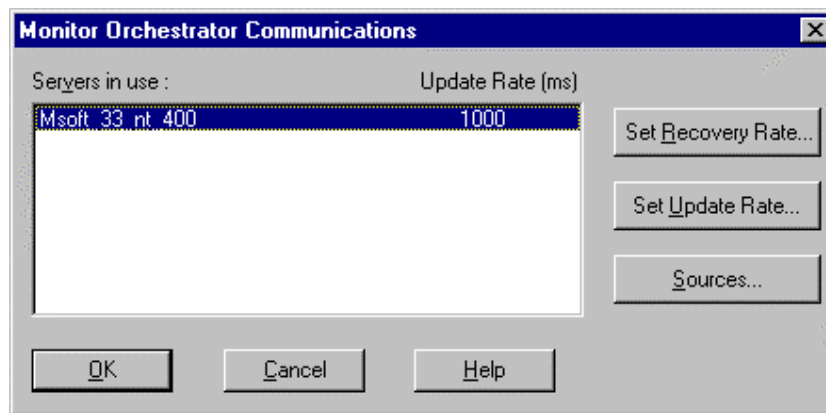 Monitor Orchestrator Communications
Servers in use : Update Rate (ms)
Msoft_33_nt_400 1000
Set Recovery Rate...
Set Update Rate...
Sources...
OK Cancel Help